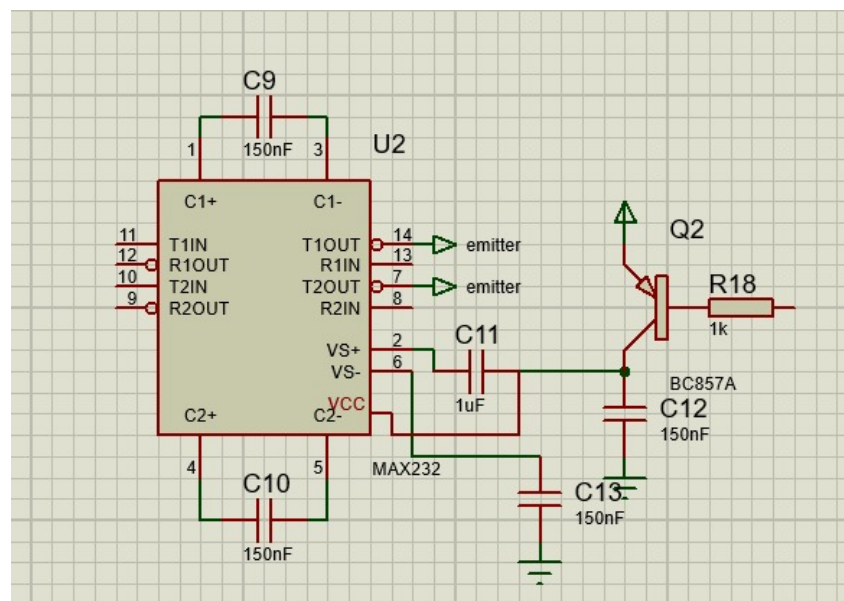 C9
150nF
U2
1
3
C1+
C1-
11
T1IN
T1OUT
14
emitter
12
R1OUT
R1IN
13
10
T2IN
T2OUT
7
emitter
9
R2OUT
R2IN
8
VS+
2
VS-
6
VCC
C2+
C2-
4
5
MAX232
C10
150nF
C11
1uF
Q2
R18
1k
BC857A
C12
150nF
C13
150nF